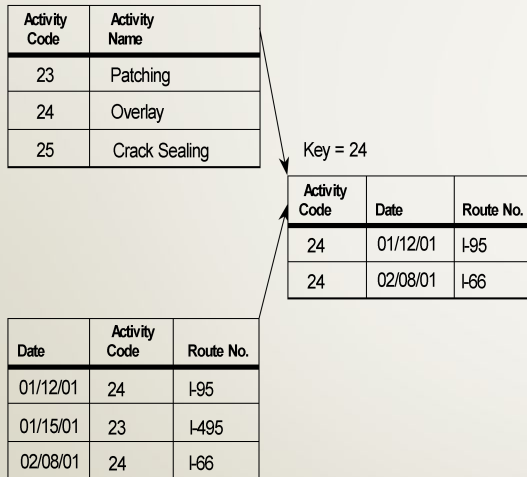 Activity Code Activity Name
23 Patching
24 Overlay
25 Crack Sealing
Key = 24
Activity Code Date Route No.
24 01/12/01 I-95
24 02/08/01 I-66
Date Activity Code Route No.
01/12/01 24 I-95
01/15/01 23 I-495
02/08/01 24 I-66